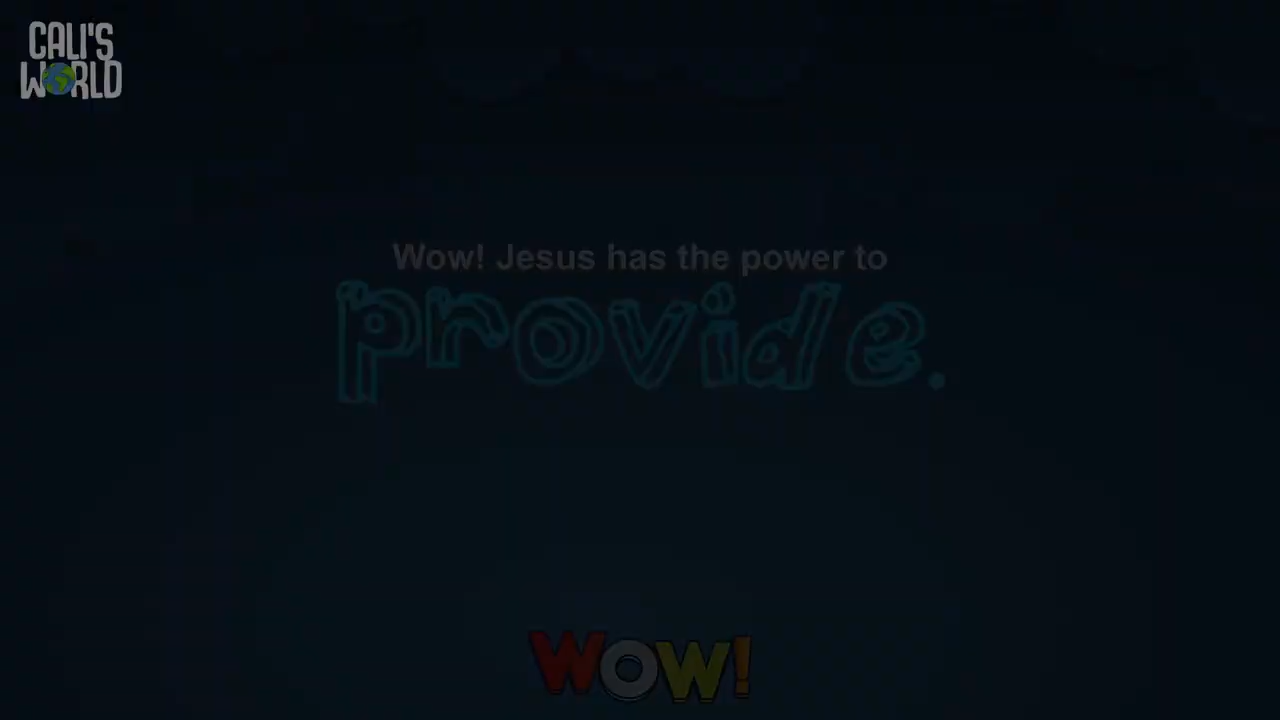 CALI'S
WORLD
Wow! Jesus has the power to
provide.
WOW!